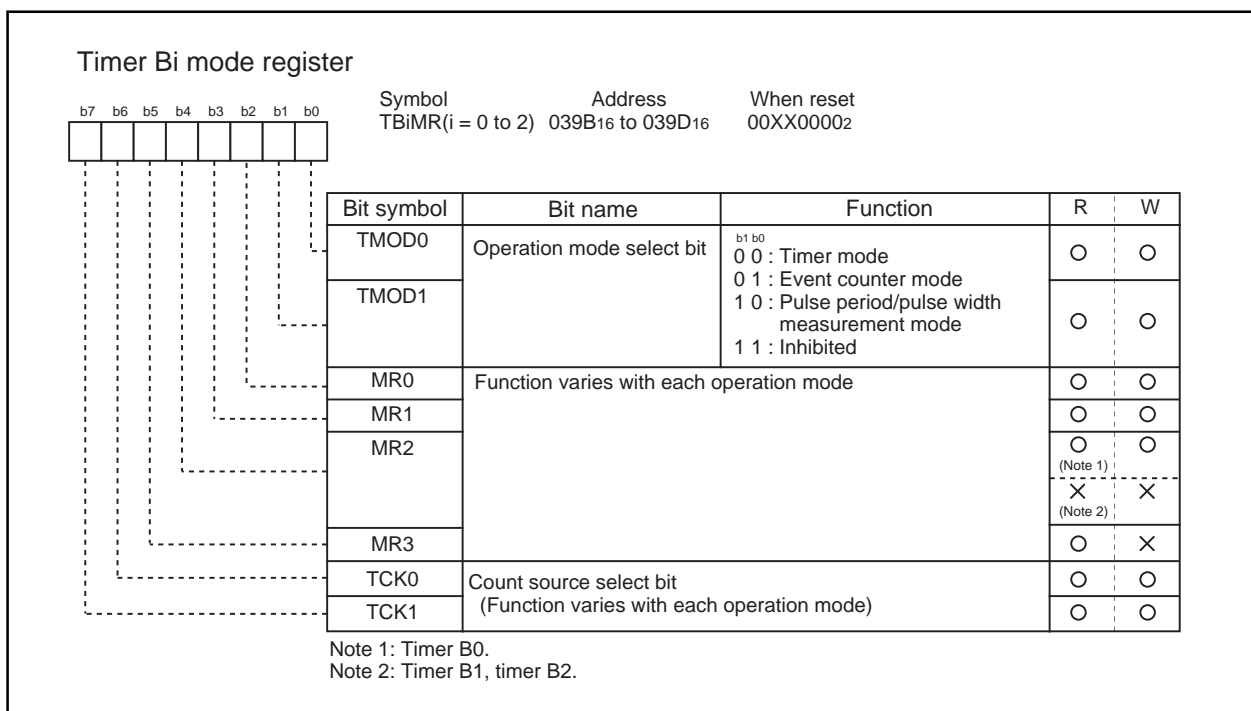 Timer Bi mode register
Symbol Address When reset
TBiMR(i = 0 to 2) 039B16 to 039D16 00XX00002
b7 b6 b5 b4 b3 b2 b1 b0
Bit symbol Bit name Function R W
TMOD0 Operation mode select bit
b1 b0
0 0 : Timer mode
0 1 : Event counter mode
TMOD1
1 0 : Pulse period/pulse width
measurement mode
1 1 : Inhibited
MR0 Function varies with each operation mode
MR1
MR2
(Note 1)
(Note 2)
MR3
TCK0 Count source select bit
TCK1 (Function varies with each operation mode)
Note 1: Timer B0.
Note 2: Timer B1, timer B2.